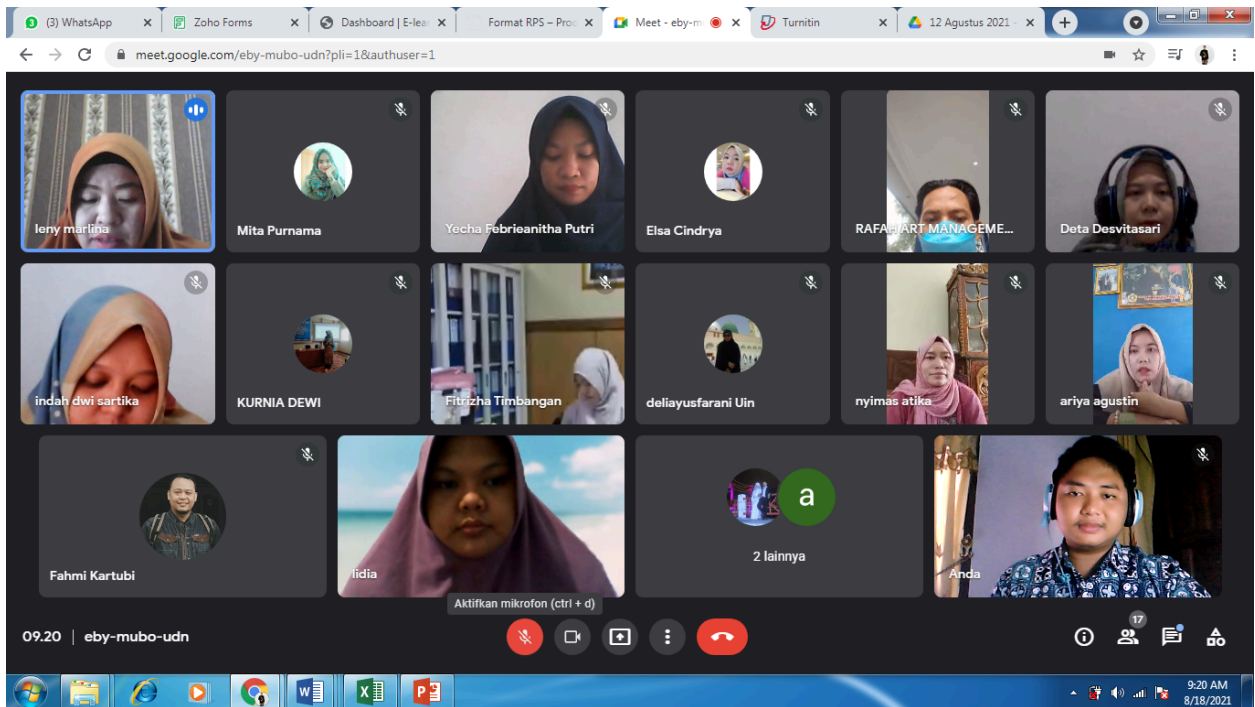 (3) WhatsApp
Zoho Forms
Dashboard | E-lea
Format RPS – Pro
Meet - eby-m
Turnitin
12 Agustus 2021 -
meet.google.com/eby-mubo-udn?pli=1&authuser=1
leny marlina
Mita Purnama
Yecha Febrieanitha Putri
Elsa Cindrya
RAFAH ART MANAGEME...
Deta Desvitasari
indah dwi sartika
KURNIA DEWI
Fitrizha Timbangan
deliayusfarani Uin
nyimas atika
ariya agustin
Fahmi Kartubi
lidia
a
2 lainnya
Anda
Aktifkan mikrofon (ctrl + d)
09.20 | eby-mubo-udn
17
9:20 AM
8/18/2021